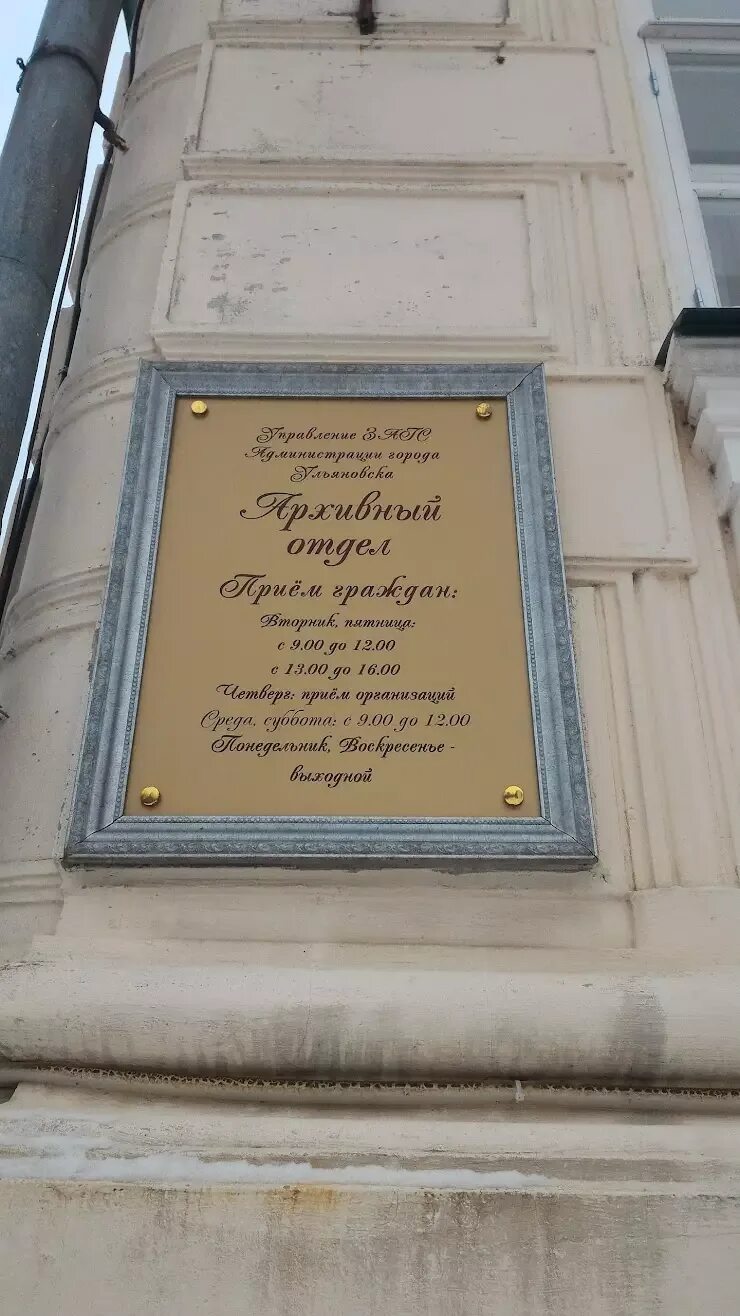 Управление ЗАГС
Администрации города
Ульяновска
Архивный
отдел
Приём граждан:
Вторник, пятница:
с 9.00 до 12.00
с 13.00 до 16.00
Четверг: приём организаций
Среда, суббота: с 9.00 до 12.00
Понедельник, Воскресенье -
выходной